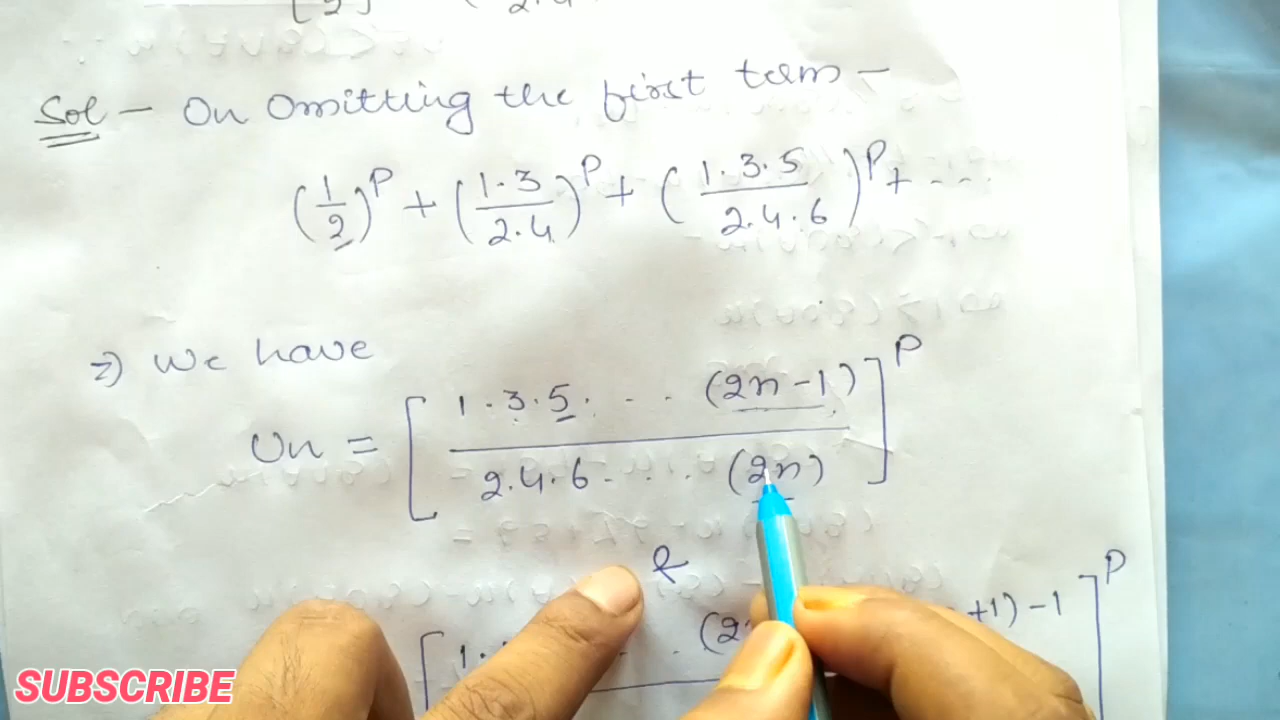 Sol - On Omitting the first term -
(1/2)^P + (1.3/2.4)^P + (1.3.5/2.4.6)^P + ....
=) We have
Un = [1.3.5. . . . (2n-1) / 2.4.6. . . . (2n)]^P
&
+1)-1]^P
SUBSCRIBE